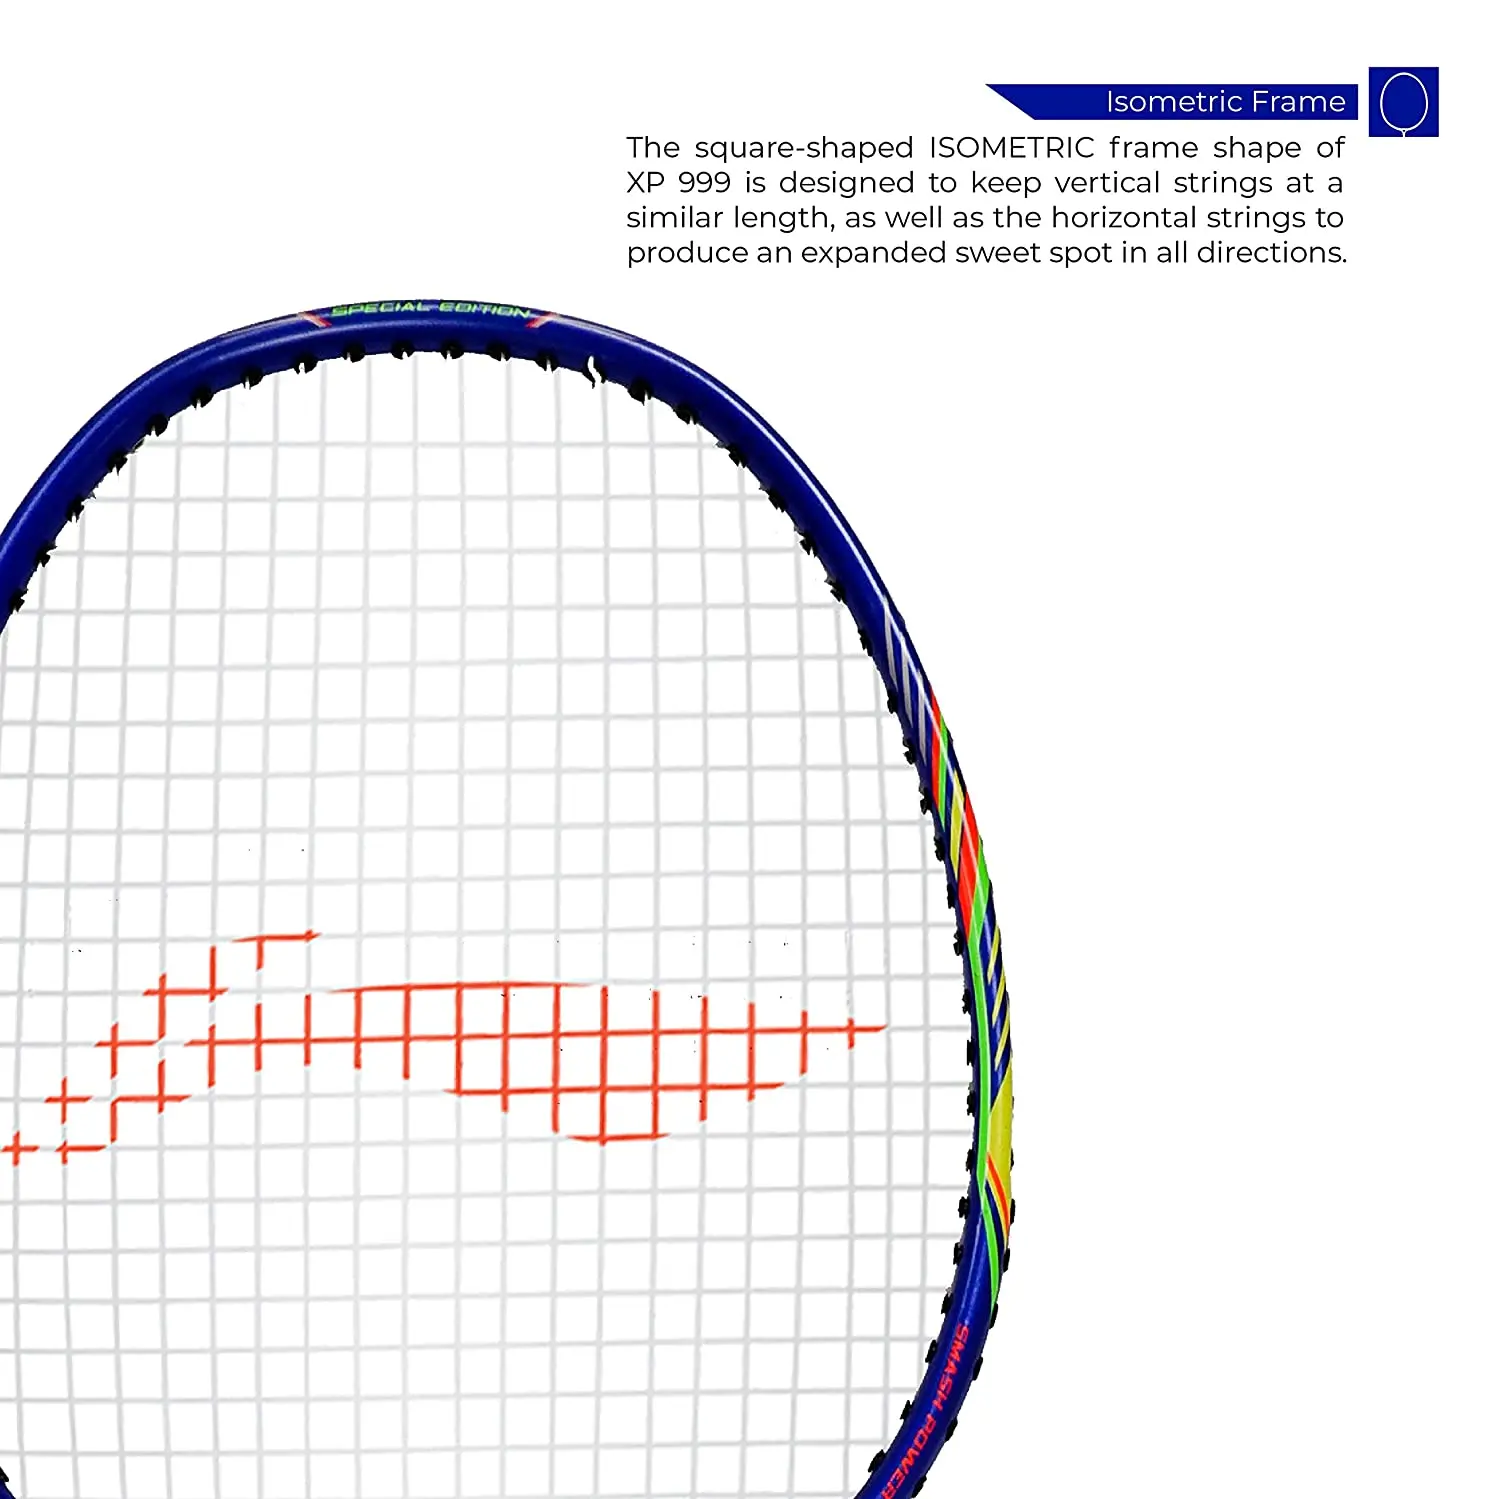 Isometric Frame
The square-shaped ISOMETRIC frame shape of
XP 999 is designed to keep vertical strings at a
similar length, as well as the horizontal strings to
produce an expanded sweet spot in all directions.
SPECIAL EDITION
SMASH POWER